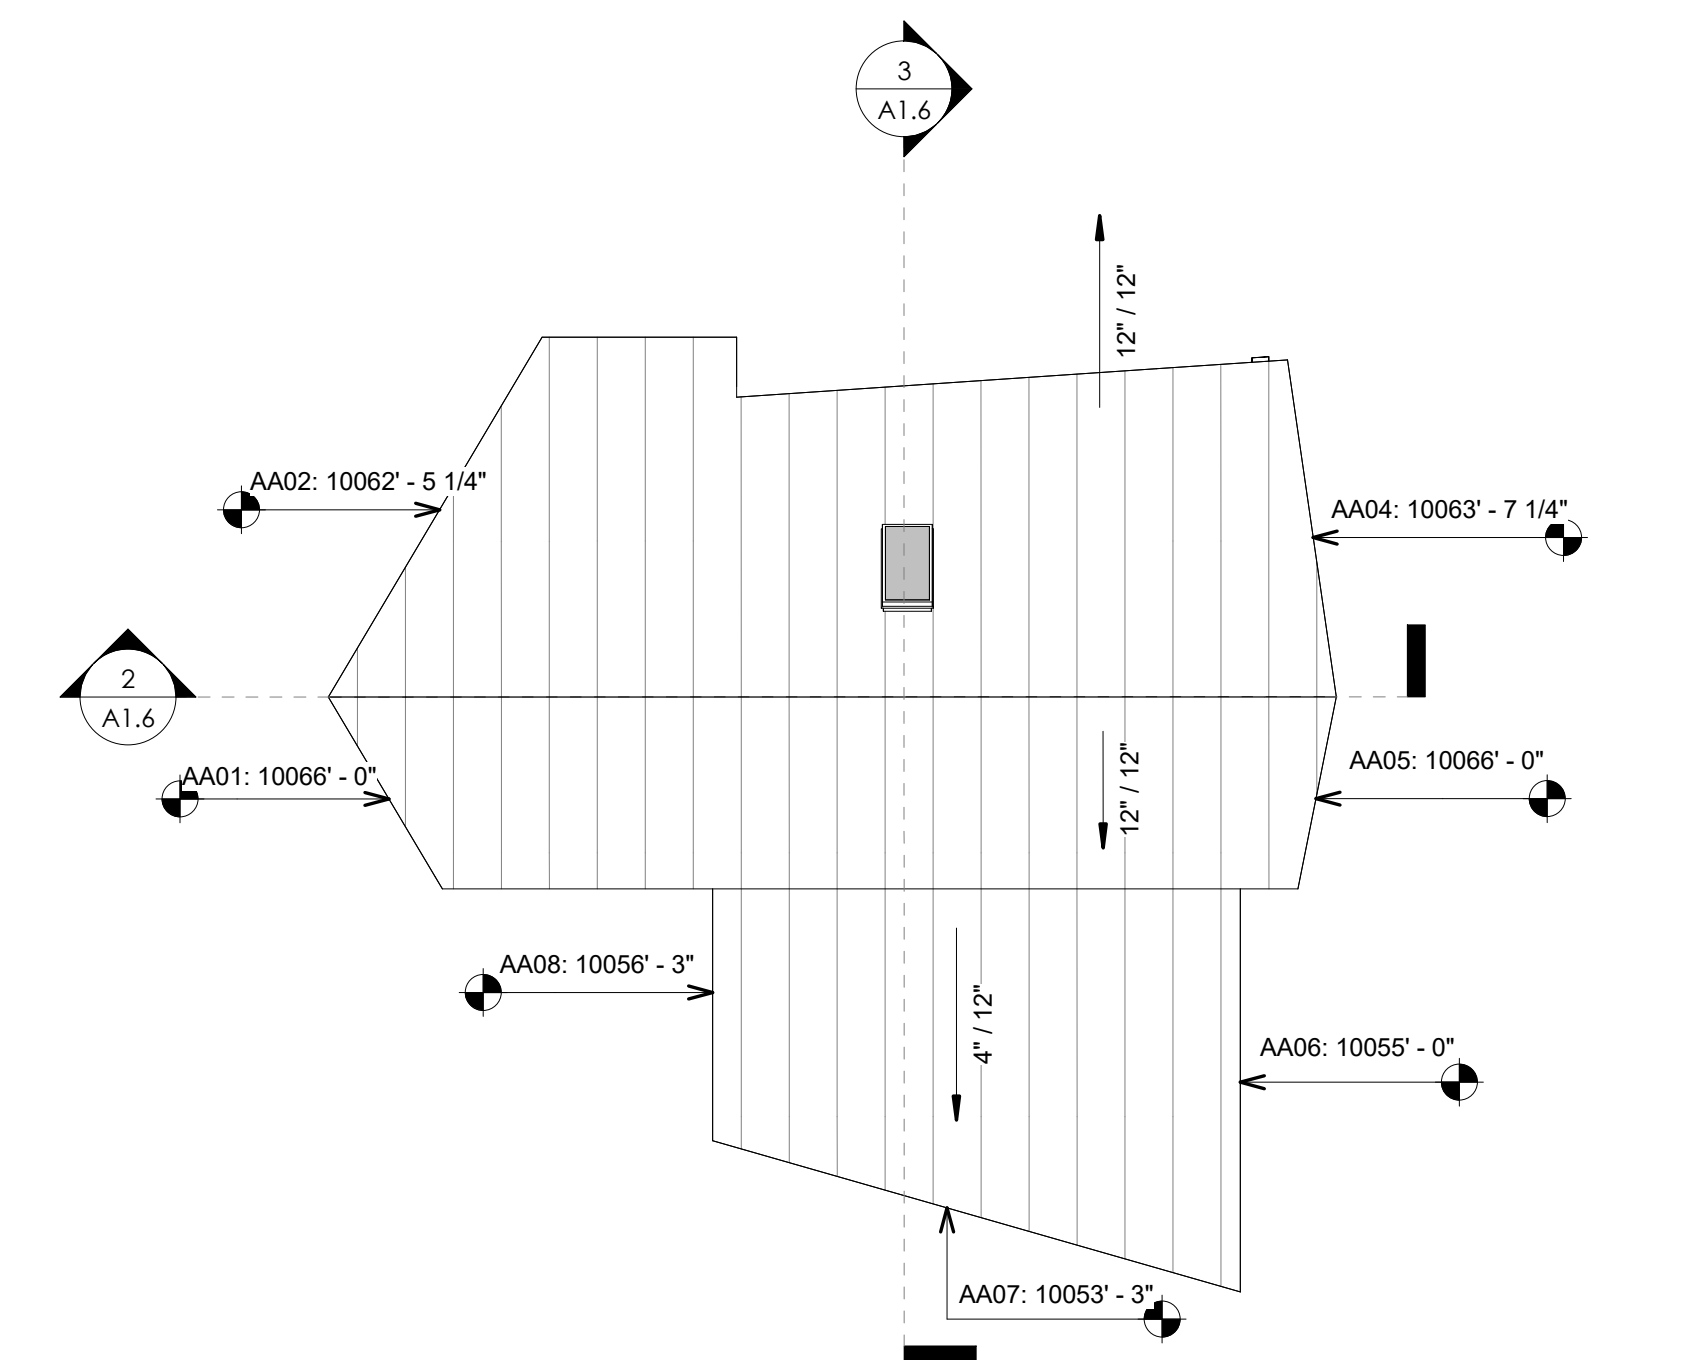 3
A1.6
12" / 12"
AA02: 10062' - 5 1/4"
AA04: 10063' - 7 1/4"
2
A1.6
AA01: 10066' - 0"
12" / 12"
AA05: 10066' - 0"
AA08: 10056' - 3"
4" / 12"
AA06: 10055' - 0"
AA07: 10053' - 3"